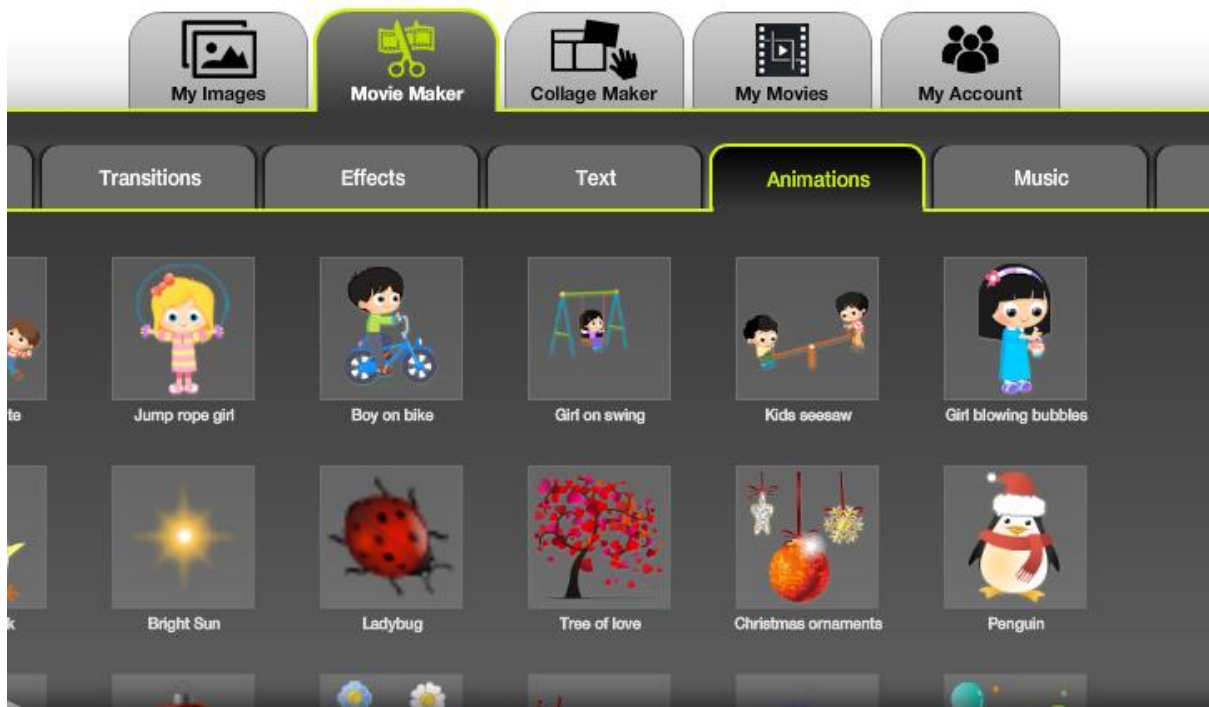 My Images
Movie Maker
Collage Maker
My Movies
My Account
Transitions
Effects
Text
Animations
Music
Jump rope girl
Boy on bike
Girl on swing
Kids seesaw
Girl blowing bubbles
Bright Sun
Ladybug
Tree of love
Christmas ornaments
Penguin